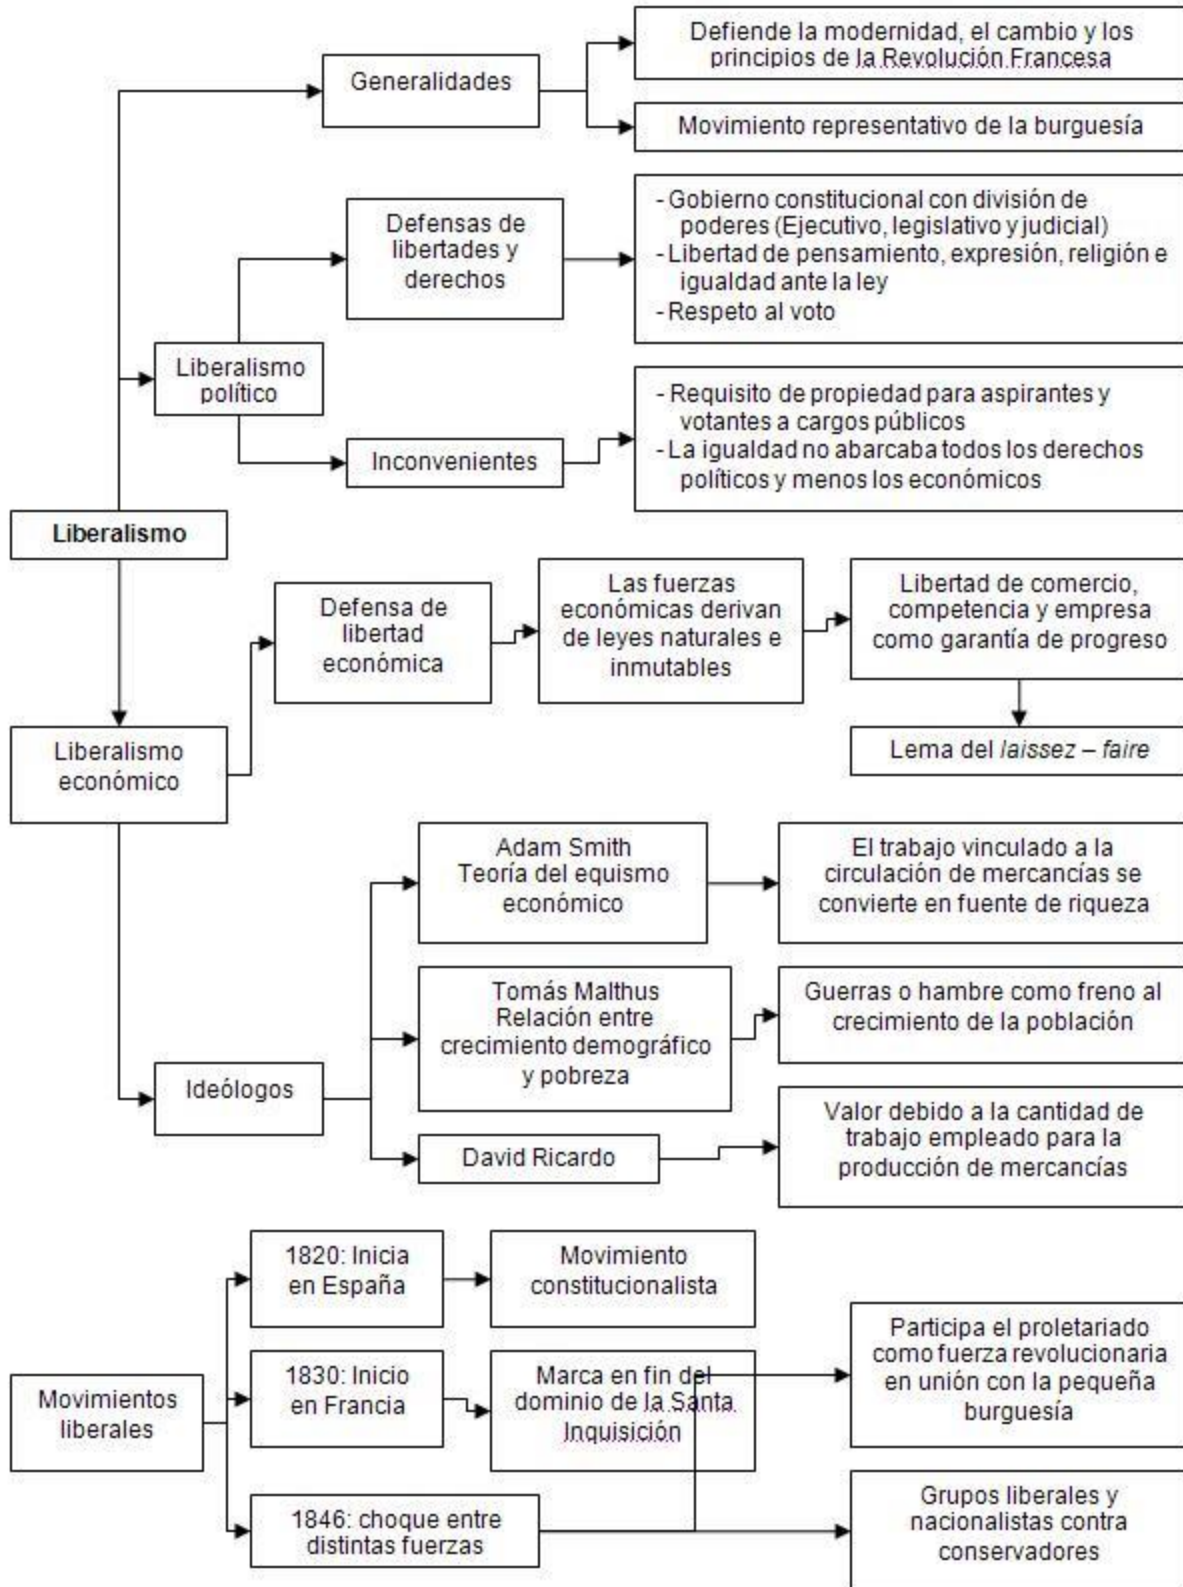 Defiende la modernidad, el cambio y los
principios de la Revolución Francesa
Generalidades
Movimiento representativo de la burguesía
Defensas de
libertades y
derechos
- Gobierno constitucional con división de
poderes (Ejecutivo, legislativo y judicial)
- Libertad de pensamiento, expresión, religión e
igualdad ante la ley
- Respeto al voto
Liberalismo
político
Inconvenientes
- Requisito de propiedad para aspirantes y
votantes a cargos públicos
- La igualdad no abarcaba todos los derechos
políticos y menos los económicos
Liberalismo
Defensa de
libertad
económica
Las fuerzas
económicas derivan
de leyes naturales e
inmutables
Libertad de comercio,
competencia y empresa
como garantía de progreso
Lema del laissez – faire
Liberalismo
económico
Adam Smith
Teoría del equismo
económico
El trabajo vinculado a la
circulación de mercancías se
convierte en fuente de riqueza
Tomás Malthus
Relación entre
crecimiento demográfico
y pobreza
Guerras o hambre como freno al
crecimiento de la población
Ideólogos
David Ricardo
Valor debido a la cantidad de
trabajo empleado para la
producción de mercancías
1820: Inicia
en España
Movimiento
constitucionalista
Movimientos
liberales
1830: Inicio
en Francia
Marca en fin del
dominio de la Santa
Inquisición
Participa el proletariado
como fuerza revolucionaria
en unión con la pequeña
burguesía
1846: choque entre
distintas fuerzas
Grupos liberales y
nacionalistas contra
conservadores